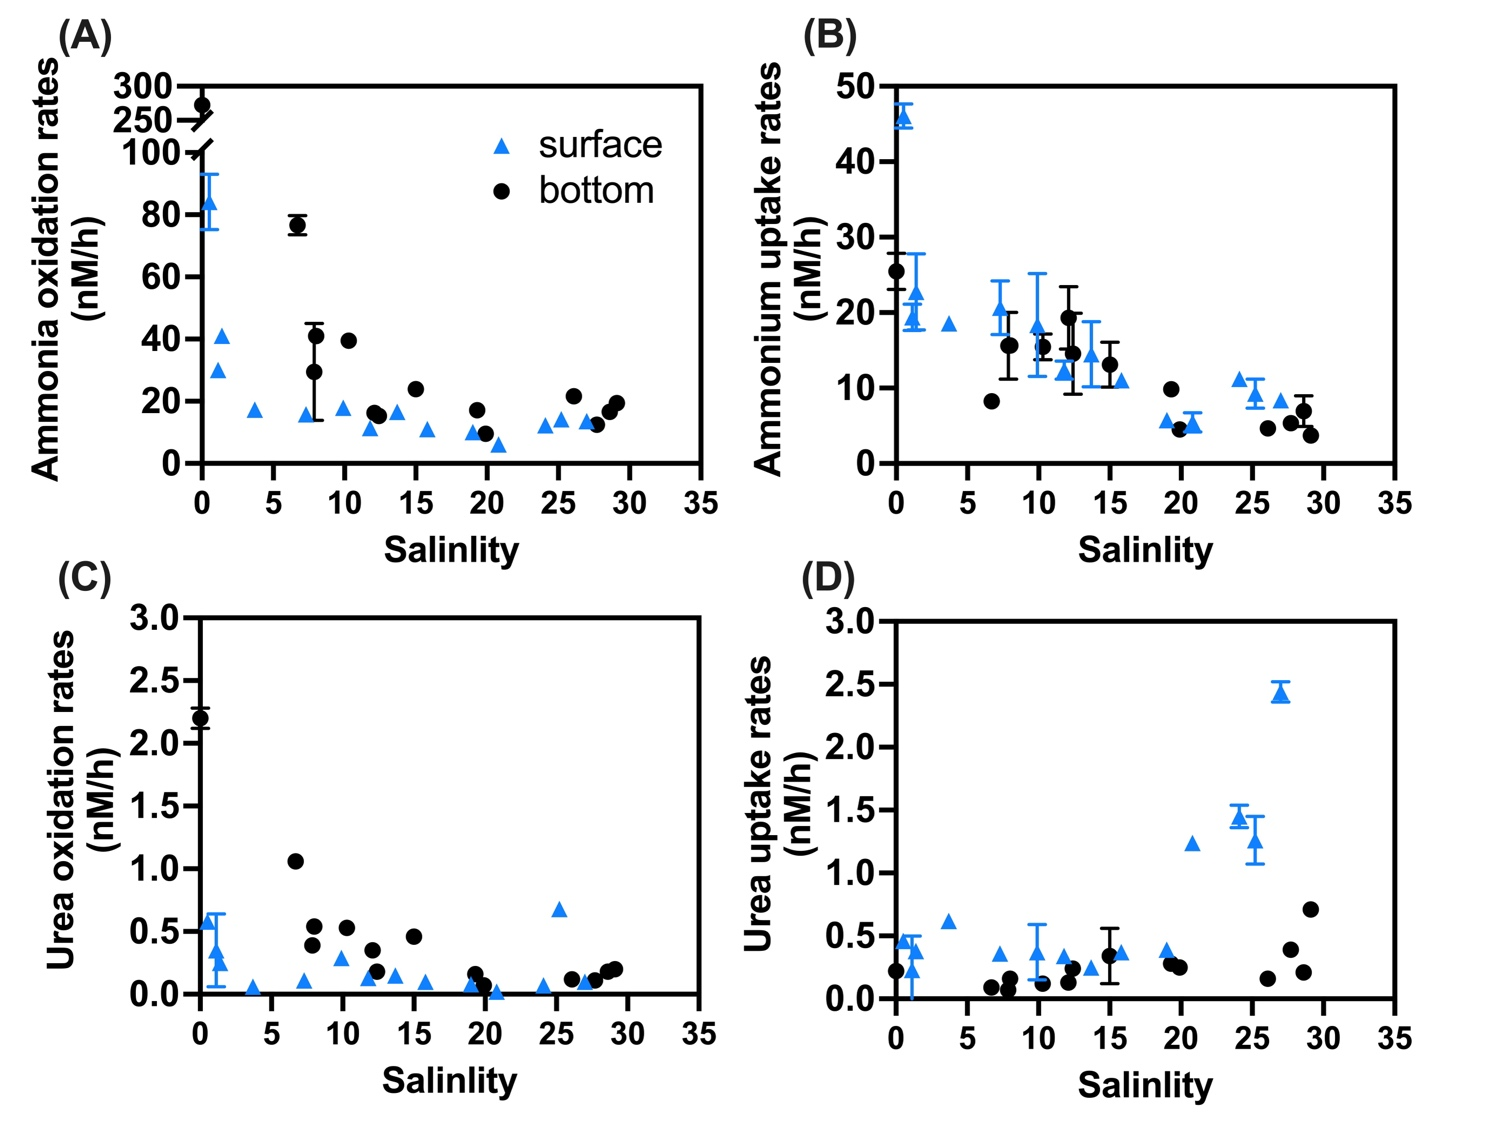 (A)
Ammonia oxidation rates
(nM/h)
300
250
100
80
60
40
20
0
0 5 10 15 20 25 30 35
Salinlity
surface
bottom
(B)
Ammonium uptake rates
(nM/h)
50
40
30
20
10
0
0 5 10 15 20 25 30 35
Salinlity
(C)
Urea oxidation rates
(nM/h)
3.0
2.5
2.0
1.5
1.0
0.5
0.0
0 5 10 15 20 25 30 35
Salinlity
(D)
Urea uptake rates
(nM/h)
3.0
2.5
2.0
1.5
1.0
0.5
0.0
0 5 10 15 20 25 30 35
Salinlity